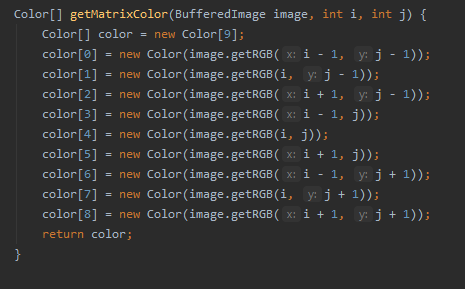 Color[] getMatrixColor(BufferedImage image, int i, int j) {
Color[] color = new Color[9];
color[0] = new Color(image.getRGB( x: i - 1, y: j - 1));
color[1] = new Color(image.getRGB(i, y: j - 1));
color[2] = new Color(image.getRGB( x: i + 1, y: j - 1));
color[3] = new Color(image.getRGB( x: i - 1, j));
color[4] = new Color(image.getRGB(i, j));
color[5] = new Color(image.getRGB( x: i + 1, j));
color[6] = new Color(image.getRGB( x: i - 1, y: j + 1));
color[7] = new Color(image.getRGB(i, y: j + 1));
color[8] = new Color(image.getRGB( x: i + 1, y: j + 1));
return color;
}